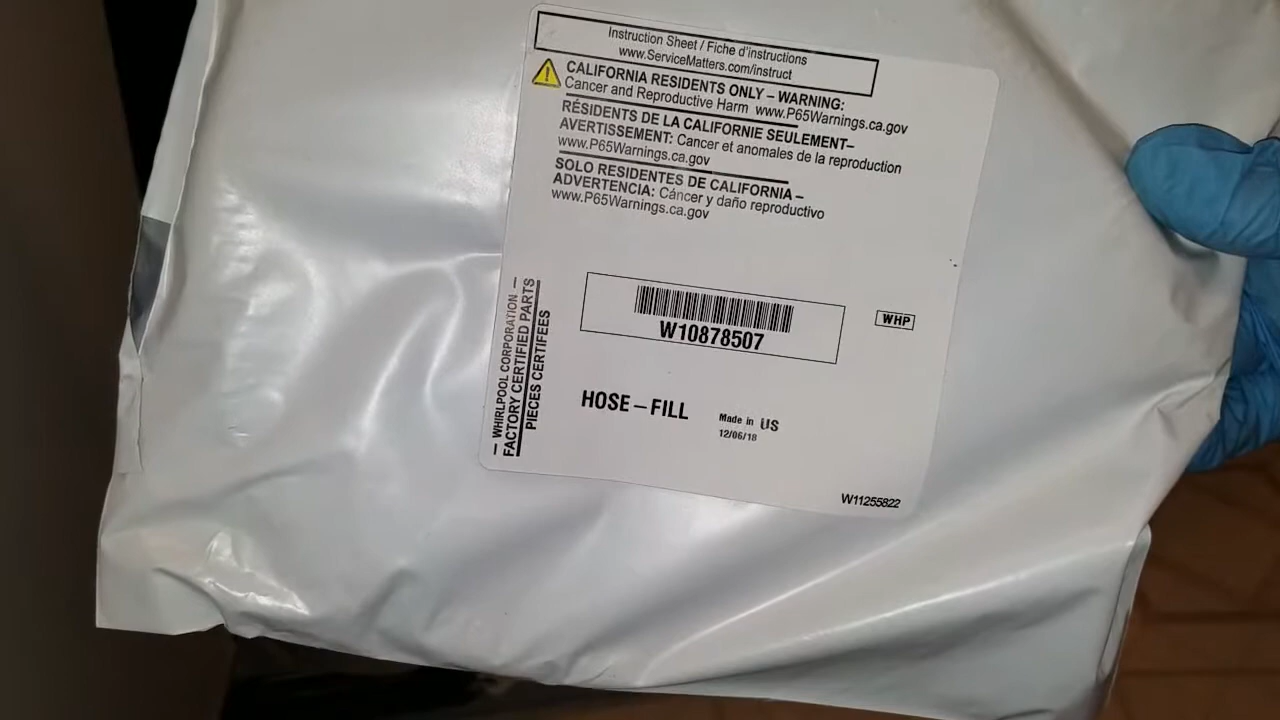 Instruction Sheet / Fiche d'instructions
www.ServiceMatters.com/instruct
CALIFORNIA RESIDENTS ONLY – WARNING:
Cancer and Reproductive Harm www.P65Warnings.ca.gov
RÉSIDENTS DE LA CALIFORNIE SEULEMENT–
AVERTISSEMENT: Cancer et anomales de la reproduction
www.P65Warnings.ca.gov
SOLO RESIDENTES DE CALIFORNIA –
ADVERTENCIA: Cáncer y daño reproductivo
www.P65Warnings.ca.gov
— WHIRLPOOL CORPORATION —
FACTORY CERTIFIED PARTS
PIECES CERTIFEES
W10878507
WHP
HOSE – FILL
Made in US
12/06/18
W11255822